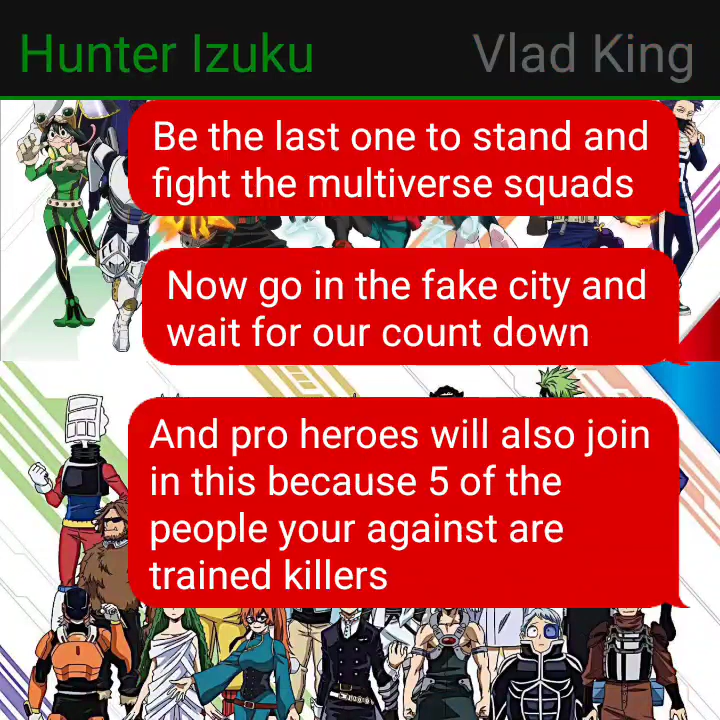 Hunter Izuku Vlad King
Be the last one to stand and
fight the multiverse squads
Now go in the fake city and
wait for our count down
And pro heroes will also join
in this because 5 of the
people your against are
trained killers